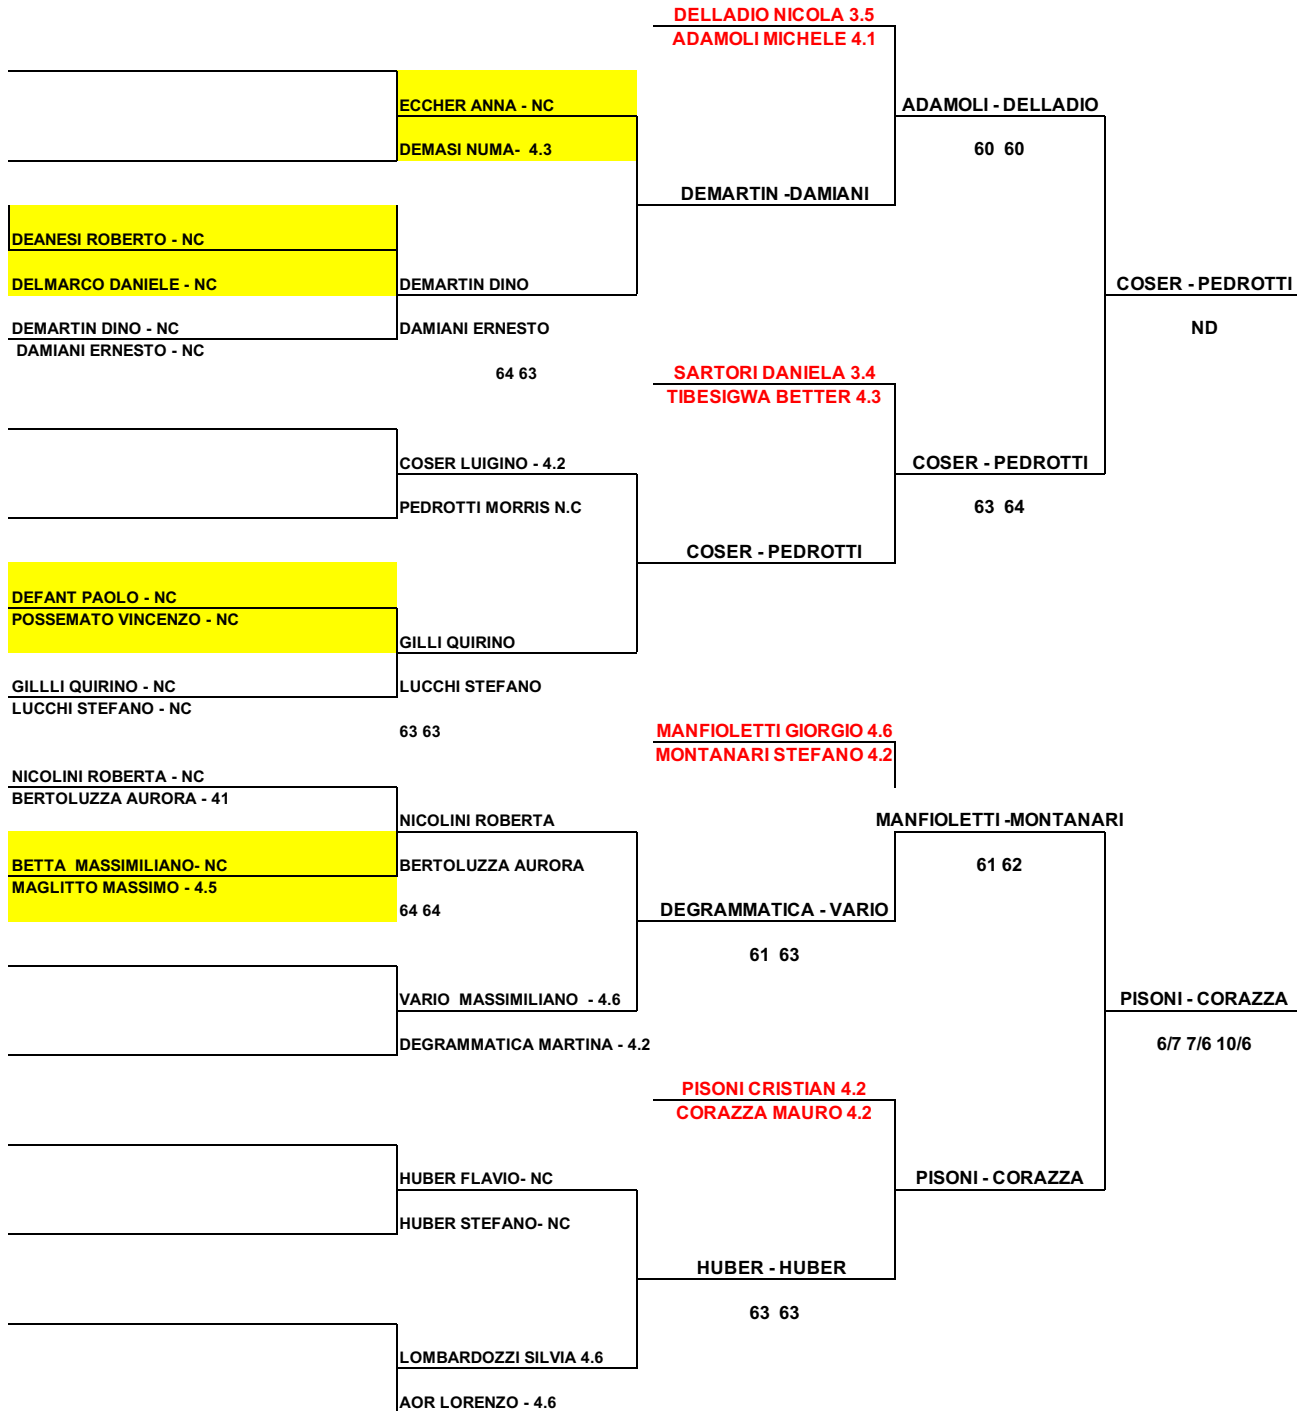 DELLADIO NICOLA 3.5
ADAMOLI MICHELE 4.1
ECCHER ANNA - NC
ADAMOLI - DELLADIO
DEMASI NUMA-  4.3
60  60
DEMARTIN -DAMIANI
DEANESI ROBERTO - NC
DELMARCO DANIELE - NC
DEMARTIN DINO
COSER - PEDROTTI
DEMARTIN DINO - NC
DAMIANI ERNESTO
ND
DAMIANI ERNESTO - NC
64 63
SARTORI DANIELA 3.4
TIBESIGWA BETTER 4.3
COSER LUIGINO - 4.2
COSER - PEDROTTI
PEDROTTI MORRIS N.C
63  64
COSER - PEDROTTI
DEFANT PAOLO - NC
POSSEMATO VINCENZO - NC
GILLI QUIRINO
GILLLI QUIRINO - NC
LUCCHI STEFANO
LUCCHI STEFANO - NC
63 63
MANFIOLETTI GIORGIO 4.6
MONTANARI STEFANO 4.2
NICOLINI ROBERTA - NC
BERTOLUZZA AURORA - 41
NICOLINI ROBERTA
MANFIOLETTI -MONTANARI
BETTA  MASSIMILIANO- NC
BERTOLUZZA AURORA
61 62
MAGLITTO MASSIMO - 4.5
64 64
DEGRAMMATICA - VARIO
61  63
VARIO  MASSIMILIANO  - 4.6
PISONI - CORAZZA
DEGRAMMATICA MARTINA - 4.2
6/7 7/6 10/6
PISONI CRISTIAN 4.2
CORAZZA MAURO 4.2
HUBER FLAVIO- NC
PISONI - CORAZZA
HUBER STEFANO- NC
HUBER - HUBER
63  63
LOMBARDOZZI SILVIA 4.6
AOR LORENZO - 4.6